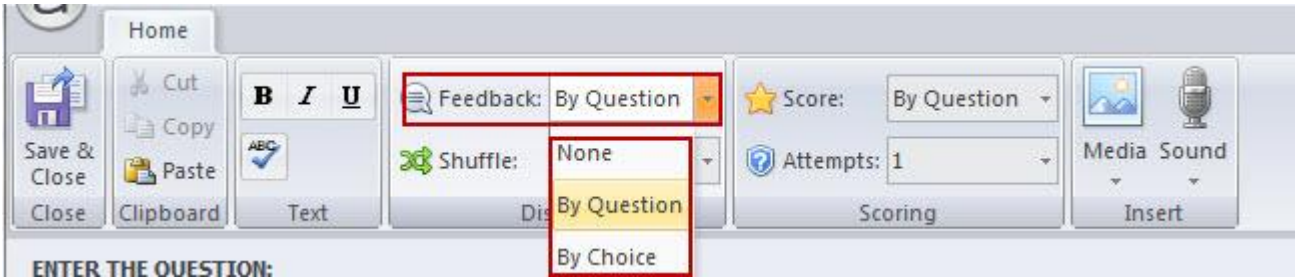 Home
Save &
Close
Close
Cut
Copy
Paste
Clipboard
B I U
ABC
Text
Feedback: By Question
Shuffle:
None
By Question
By Choice
Score: By Question
Attempts: 1
Scoring
Media Sound
Insert
ENTER THE QUESTION: